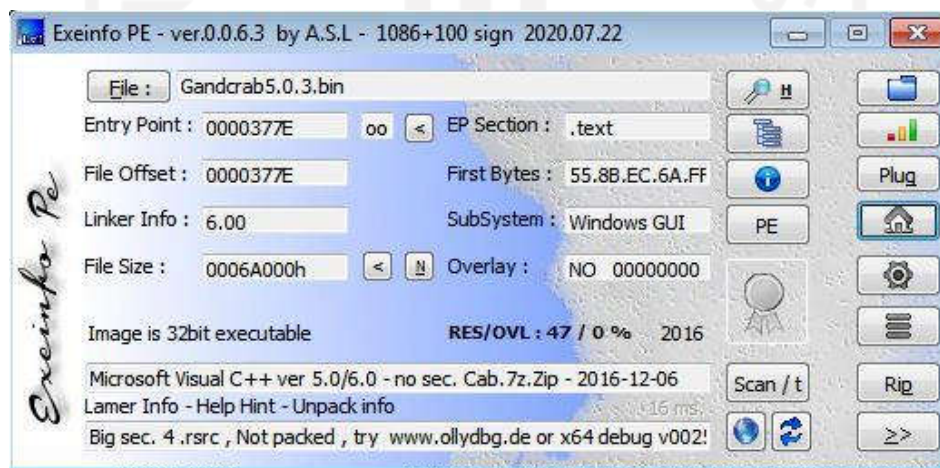 Exeinfo PE - ver.0.0.6.3 by A.S.L - 1086+100 sign 2020.07.22
File : Gandcrab5.0.3.bin H
Entry Point : 0000377E oo < EP Section : .text
File Offset : 0000377E First Bytes : 55.8B.EC.6A.FF Plug
Linker Info : 6.00 SubSystem : Windows GUI PE
File Size : 0006A000h < N Overlay : NO 00000000
Image is 32bit executable RES/OVL : 47 / 0 % 2016
Microsoft Visual C++ ver 5.0/6.0 - no sec. Cab.7z.Zip - 2016-12-06 Scan / t Rip
Lamer Info - Help Hint - Unpack info 16 ms.
Big sec. 4 .rsrc , Not packed , try www.ollydbg.de or x64 debug v002 >>
Exeinfo Pe